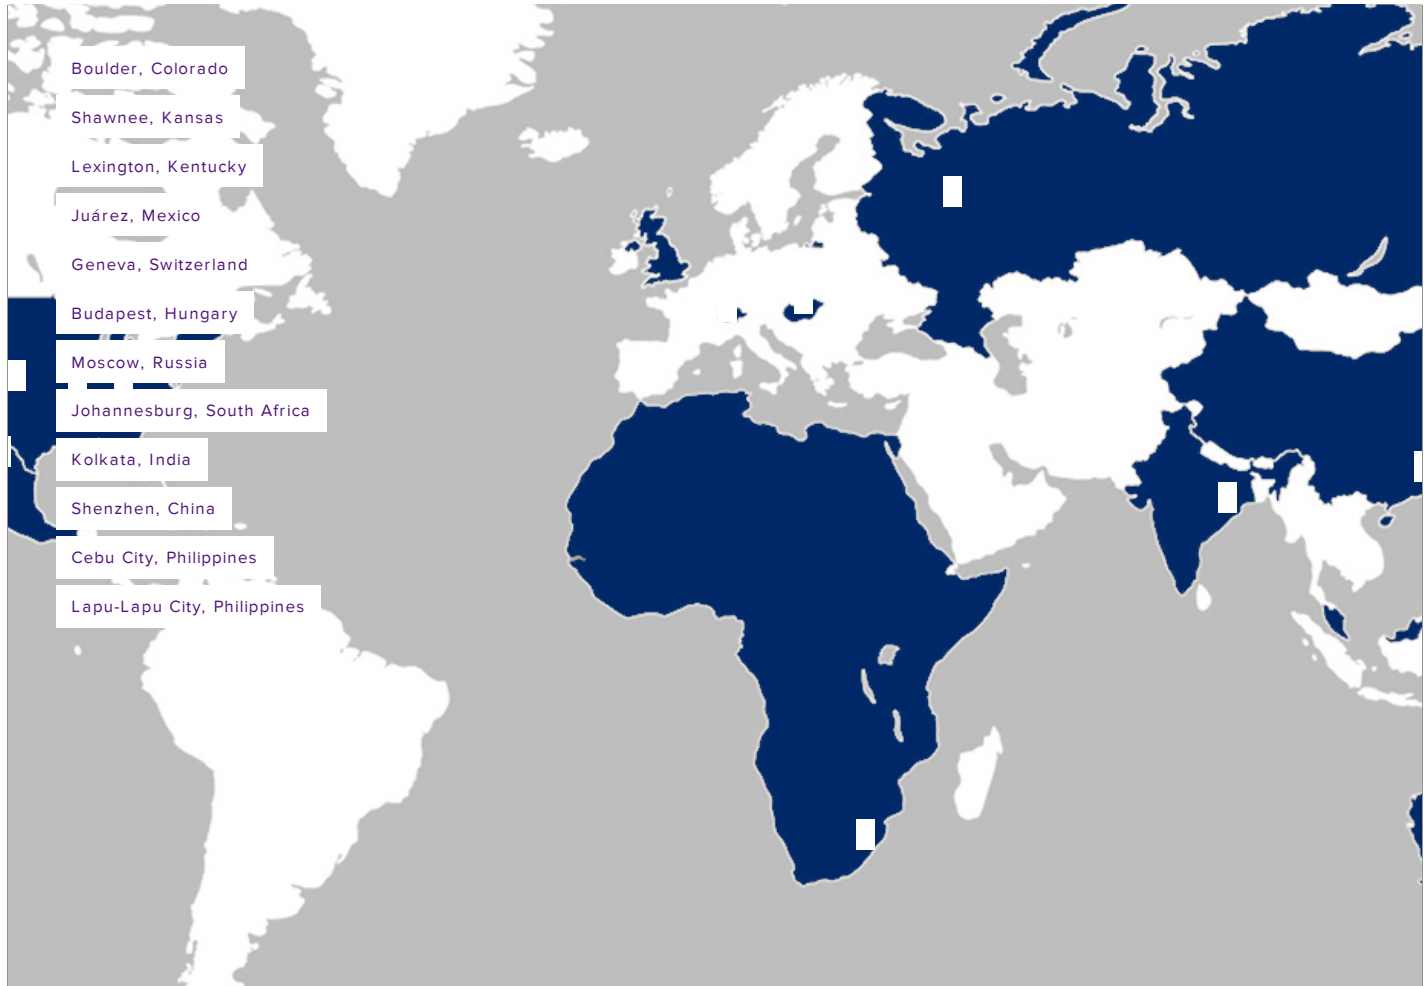 Boulder, Colorado
Shawnee, Kansas
Lexington, Kentucky
Juárez, Mexico
Geneva, Switzerland
Budapest, Hungary
Moscow, Russia
Johannesburg, South Africa
Kolkata, India
Shenzhen, China
Cebu City, Philippines
Lapu-Lapu City, Philippines